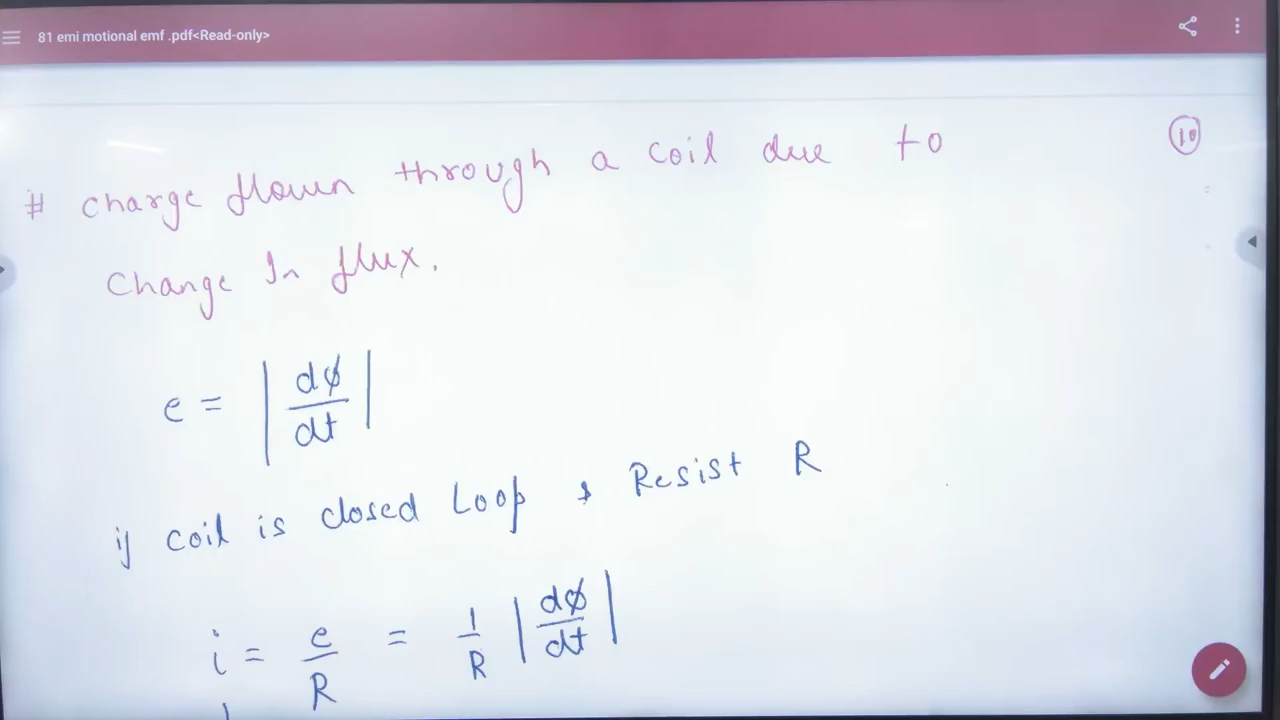 81 emi motional emf .pdf<Read-only>
10
# Charge flown through a coil due to
Change In flux.
e = | dφ/dt |
if coil is closed Loop & Resist R
i = e/R = 1/R | dφ/dt |